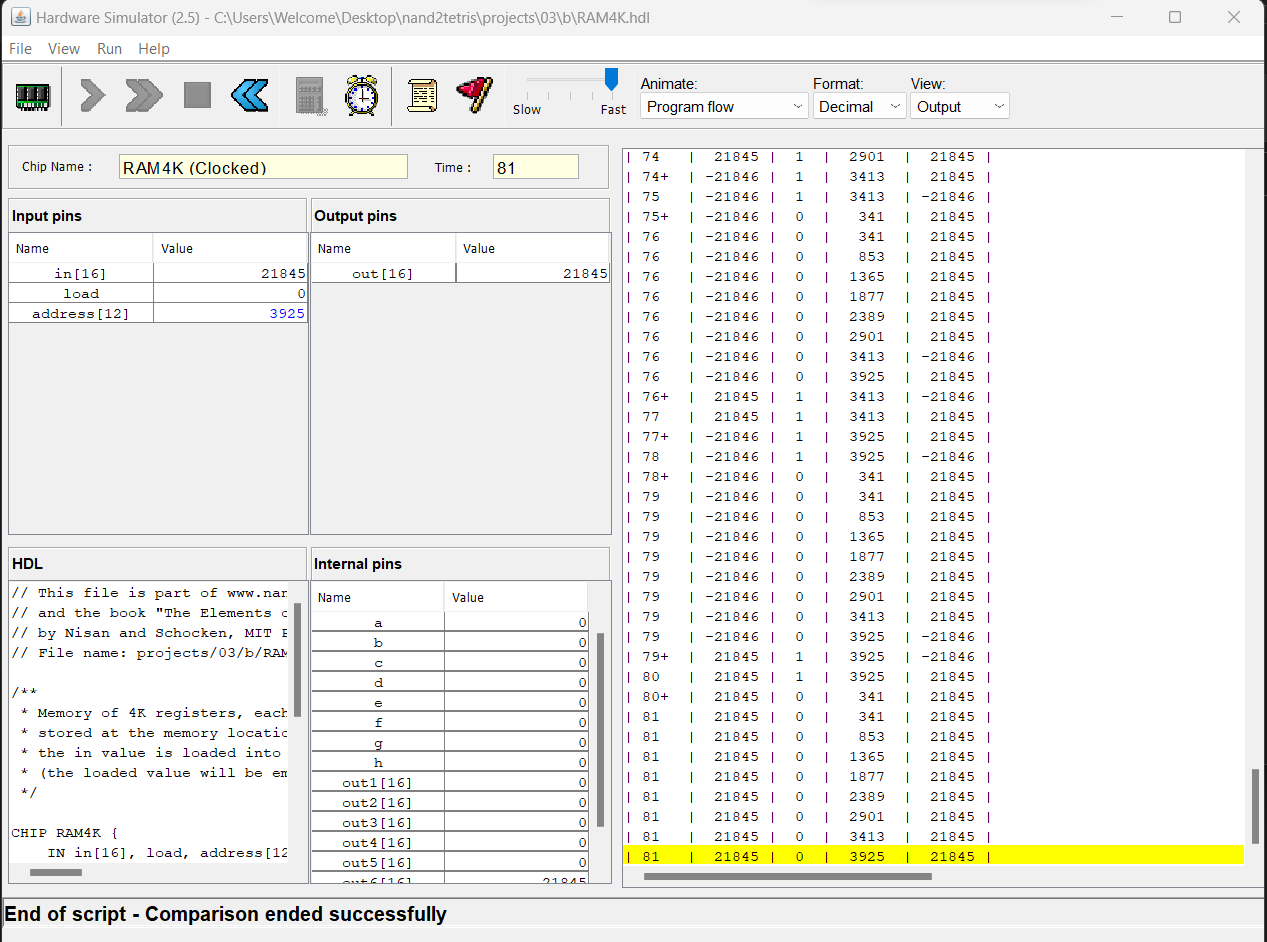 Hardware Simulator (2.5) - C:\Users\Welcome\Desktop\nand2tetris\projects\03\b\RAM4K.hdl
File View Run Help
Slow Fast
Animate: Format: View:
Program flow Decimal Output
Chip Name : RAM4K (Clocked) Time : 81
Input pins
Name Value
in[16] 21845
load 0
address[12] 3925
Output pins
Name Value
out[16] 21845
HDL
// This file is part of www.nan
// and the book "The Elements o
// by Nisan and Schocken, MIT P
// File name: projects/03/b/RAM
/**
* Memory of 4K registers, each
* stored at the memory locatio
* the in value is loaded into
* (the loaded value will be em
*/
CHIP RAM4K {
IN in[16], load, address[12
Internal pins
Name Value
a 0
b 0
c 0
d 0
e 0
f 0
g 0
h 0
out1[16] 0
out2[16] 0
out3[16] 0
out4[16] 0
out5[16] 0
out6[16] 21845
| 74 | 21845 | 1 | 2901 | 21845 |
| 74+ | -21846 | 1 | 3413 | 21845 |
| 75 | -21846 | 1 | 3413 | -21846 |
| 75+ | -21846 | 0 | 341 | 21845 |
| 76 | -21846 | 0 | 341 | 21845 |
| 76 | -21846 | 0 | 853 | 21845 |
| 76 | -21846 | 0 | 1365 | 21845 |
| 76 | -21846 | 0 | 1877 | 21845 |
| 76 | -21846 | 0 | 2389 | 21845 |
| 76 | -21846 | 0 | 2901 | 21845 |
| 76 | -21846 | 0 | 3413 | -21846 |
| 76 | -21846 | 0 | 3925 | 21845 |
| 76+ | 21845 | 1 | 3413 | -21846 |
| 77 | 21845 | 1 | 3413 | 21845 |
| 77+ | -21846 | 1 | 3925 | 21845 |
| 78 | -21846 | 1 | 3925 | -21846 |
| 78+ | -21846 | 0 | 341 | 21845 |
| 79 | -21846 | 0 | 341 | 21845 |
| 79 | -21846 | 0 | 853 | 21845 |
| 79 | -21846 | 0 | 1365 | 21845 |
| 79 | -21846 | 0 | 1877 | 21845 |
| 79 | -21846 | 0 | 2389 | 21845 |
| 79 | -21846 | 0 | 2901 | 21845 |
| 79 | -21846 | 0 | 3413 | 21845 |
| 79 | -21846 | 0 | 3925 | -21846 |
| 79+ | 21845 | 1 | 3925 | -21846 |
| 80 | 21845 | 1 | 3925 | 21845 |
| 80+ | 21845 | 0 | 341 | 21845 |
| 81 | 21845 | 0 | 341 | 21845 |
| 81 | 21845 | 0 | 853 | 21845 |
| 81 | 21845 | 0 | 1365 | 21845 |
| 81 | 21845 | 0 | 1877 | 21845 |
| 81 | 21845 | 0 | 2389 | 21845 |
| 81 | 21845 | 0 | 2901 | 21845 |
| 81 | 21845 | 0 | 3413 | 21845 |
| 81 | 21845 | 0 | 3925 | 21845 |
End of script - Comparison ended successfully